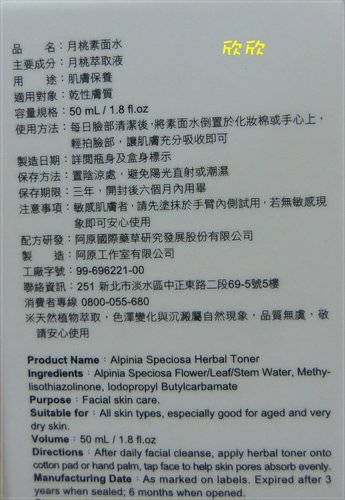 欣欣
品　　名：月桃素面水
主要成分：月桃萃取液
用　　途：肌膚保養
適用對象：乾性膚質
容量規格：50 mL / 1.8 fl.oz
使用方法：每日臉部清潔後，將素面水倒置於化妝棉或手心上，
輕拍臉部，讓肌膚充分吸收即可
製造日期：詳閱瓶身及盒身標示
保存方法：置陰涼處，避免陽光直射或潮濕
保存期限：三年，開封後六個月內用畢
注意事項：敏感肌膚者，請先塗抹於手臂內側試用，若無敏感現
象即可安心使用
配方研發：阿原國際藥草研究發展股份有限公司
製　　造：阿原工作室有限公司
工廠字號：99-696221-00
聯絡資訊：251 新北市淡水區中正東路二段69-5號5樓
消費者專線 0800-055-680
※天然植物萃取，色澤變化與沉澱屬自然現象，品質無虞，敬
請安心使用
Product Name：Alpinia Speciosa Herbal Toner
Ingredients：Alpinia Speciosa Flower/Leaf/Stem Water, Methy-
lisothiazolinone, Iodopropyl Butylcarbamate
Purpose：Facial skin care.
Suitable for：All skin types, especially good for aged and very
dry skin.
Volume：50 mL / 1.8 fl.oz
Directions：After daily facial cleanse, apply herbal toner onto
cotton pad or hand palm, tap face to help skin pores absorb evenly.
Manufacturing Date：As marked on labels. Expired after 3
years when sealed; 6 months when opened.